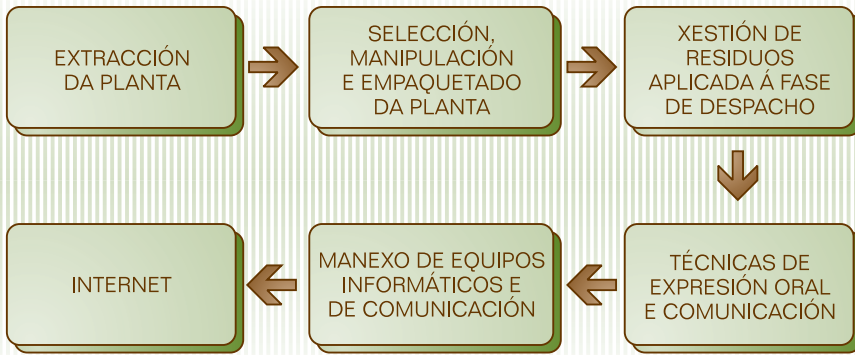 EXTRACCIÓN
DA PLANTA
SELECCIÓN,
MANIPULACIÓN
E EMPAQUETADO
DA PLANTA
XESTIÓN DE
RESIDUOS
APLICADA Á FASE
DE DESPACHO
TÉCNICAS DE
EXPRESIÓN ORAL
E COMUNICACIÓN
MANEXO DE EQUIPOS
INFORMÁTICOS E
DE COMUNICACIÓN
INTERNET